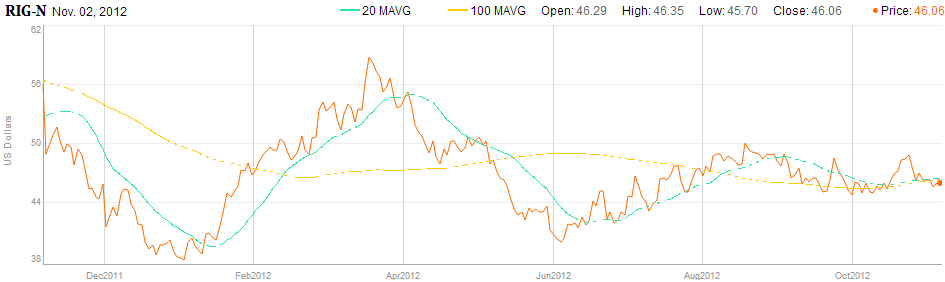 RIG-N Nov. 02, 2012 20 MAVG 100 MAVG Open: 46.29 High: 46.35 Low: 45.70 Close: 46.06 Price: 46.06
62
56
50
44
38
US Dollars
Dec2011 Feb2012 Apr2012 Jun2012 Aug2012 Oct2012